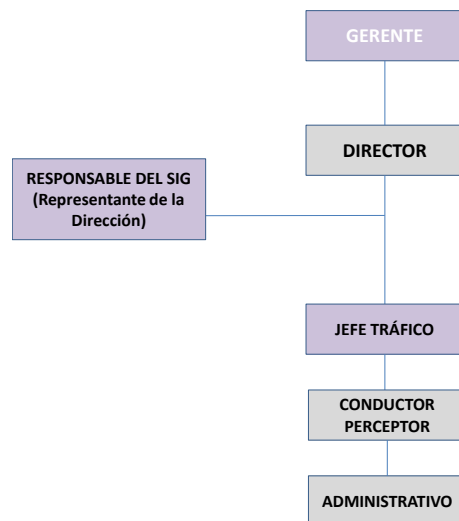 GERENTE
DIRECTOR
RESPONSABLE DEL SIG
(Representante de la
Dirección)
JEFE TRÁFICO
CONDUCTOR
PERCEPTOR
ADMINISTRATIVO